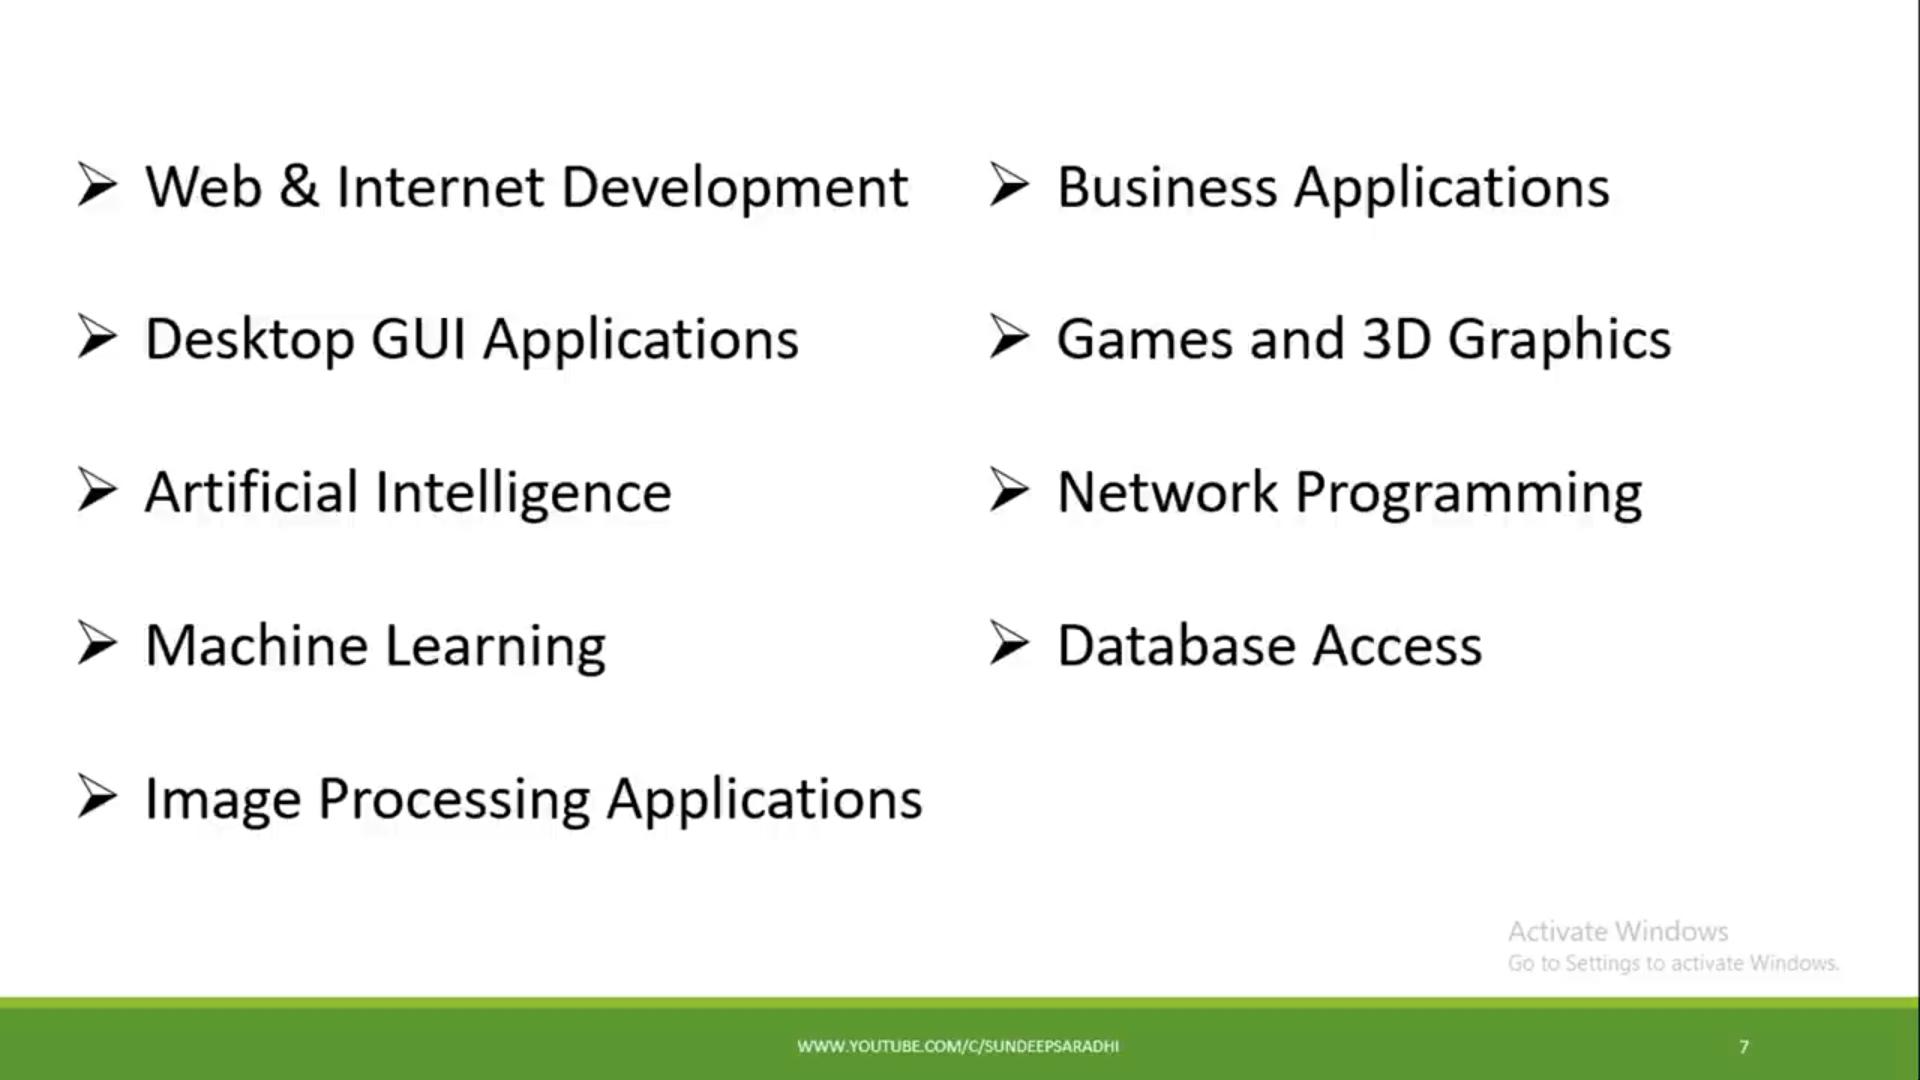 Web & Internet Development
Desktop GUI Applications
Artificial Intelligence
Machine Learning
Image Processing Applications
Business Applications
Games and 3D Graphics
Network Programming
Database Access
Activate Windows
Go to Settings to activate Windows.
WWW.YOUTUBE.COM/C/SUNDEEPSARADHI
7